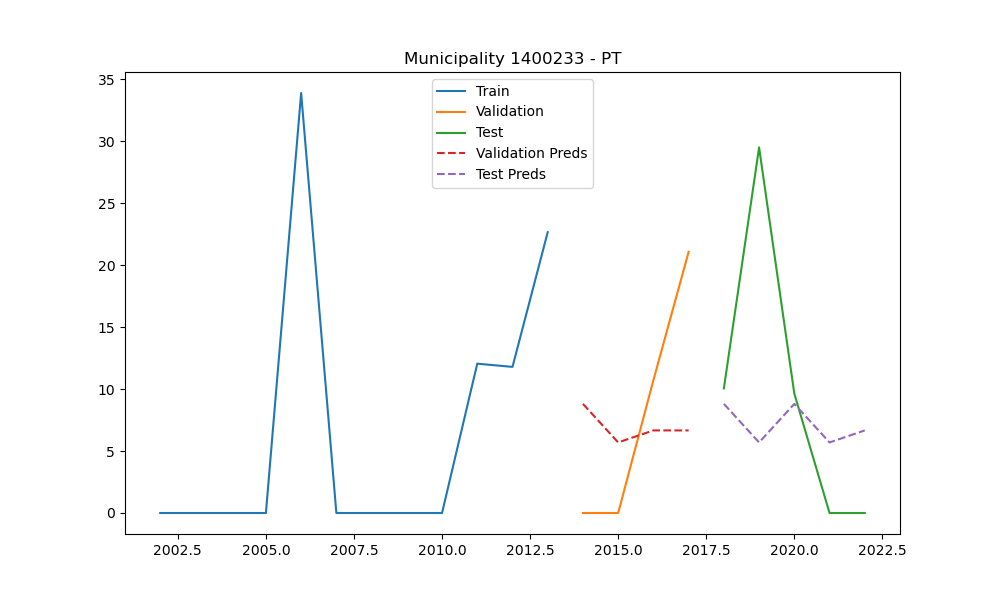 Municipality 1400233 - PT
35
30
25
20
15
10
5
0
Train
Validation
Test
Validation Preds
Test Preds
2002.5 2005.0 2007.5 2010.0 2012.5 2015.0 2017.5 2020.0 2022.5